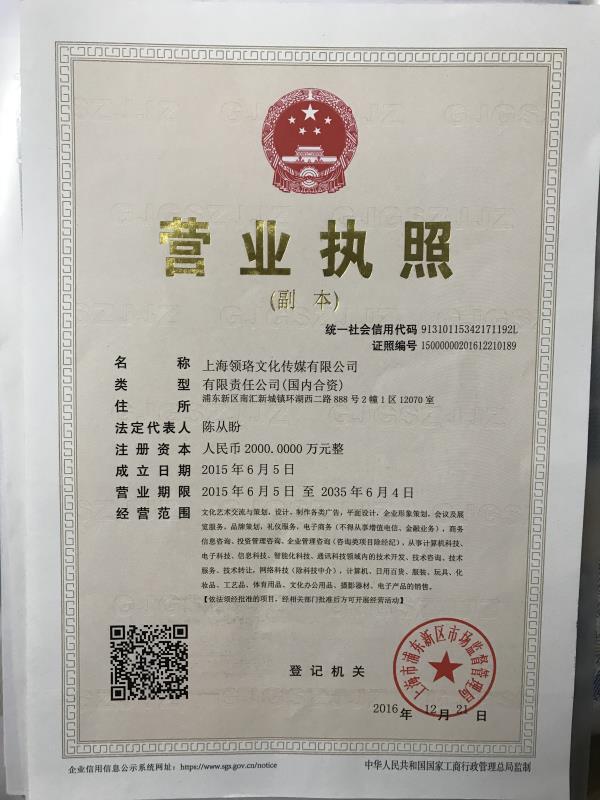 营业执照
(副本)
统一社会信用代码 91310115342171192L
证照编号 15000000201612210189
名称 上海领珞文化传媒有限公司
类型 有限责任公司(国内合资)
住所 浦东新区南汇新城镇环湖西二路888号2幢1区12070室
法定代表人 陈从盼
注册资本 人民币2000.0000万元整
成立日期 2015年6月5日
营业期限 2015年6月5日 至 2035年6月4日
经营范围 文化艺术交流与策划，设计、制作各类广告，平面设计，企业形象策划，会议及展
览服务，品牌策划，礼仪服务，电子商务（不得从事增值电信、金融业务），商务
信息咨询、投资管理咨询、企业管理咨询（咨询类项目除经纪），从事计算机科技、
电子科技、信息科技、智能化科技、通讯科技领域内的技术开发、技术咨询、技术
服务、技术转让，网络科技（除科技中介），计算机、日用百货、服装、玩具、化
妆品、工艺品、体育用品、文化办公用品、摄影器材、电子产品的销售。
【依法须经批准的项目，经相关部门批准后方可开展经营活动】
登记机关
上海市浦东新区市场监督管理局
2016年12月21日
企业信用信息公示系统网址：https://www.sgs.gov.cn/notice
中华人民共和国国家工商行政管理总局监制